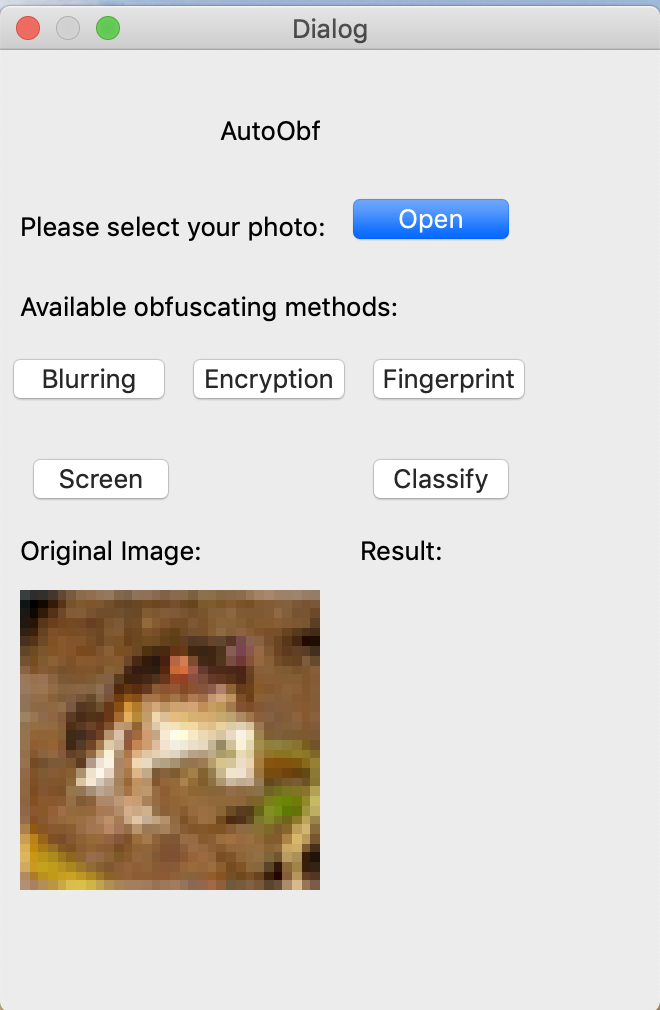 Dialog
AutoObf
Please select your photo: Open
Available obfuscating methods:
Blurring Encryption Fingerprint
Screen Classify
Original Image: Result: